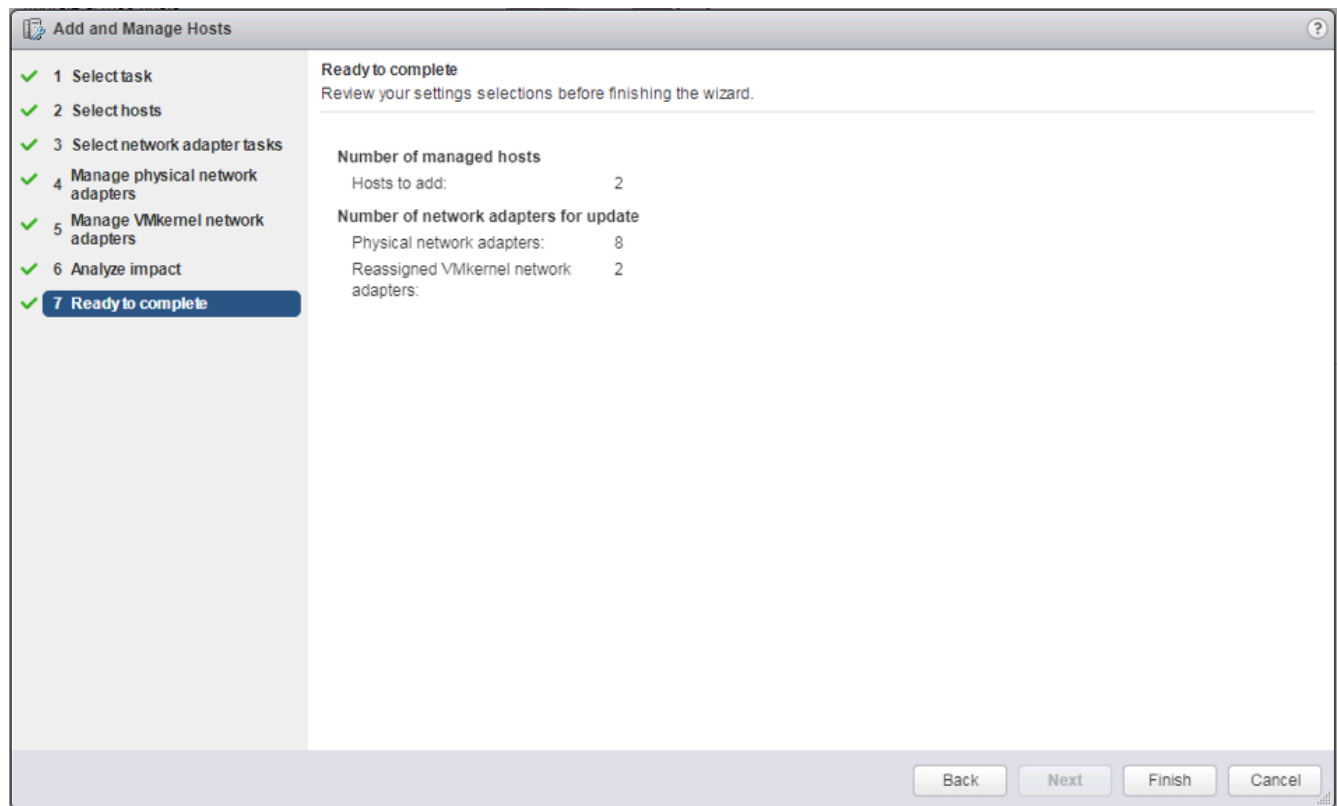 Add and Manage Hosts
?
1 Select task
2 Select hosts
3 Select network adapter tasks
4 Manage physical network
adapters
5 Manage VMkernel network
adapters
6 Analyze impact
7 Ready to complete
Ready to complete
Review your settings selections before finishing the wizard.
Number of managed hosts
Hosts to add: 2
Number of network adapters for update
Physical network adapters: 8
Reassigned VMkernel network 2
adapters:
Back Next Finish Cancel